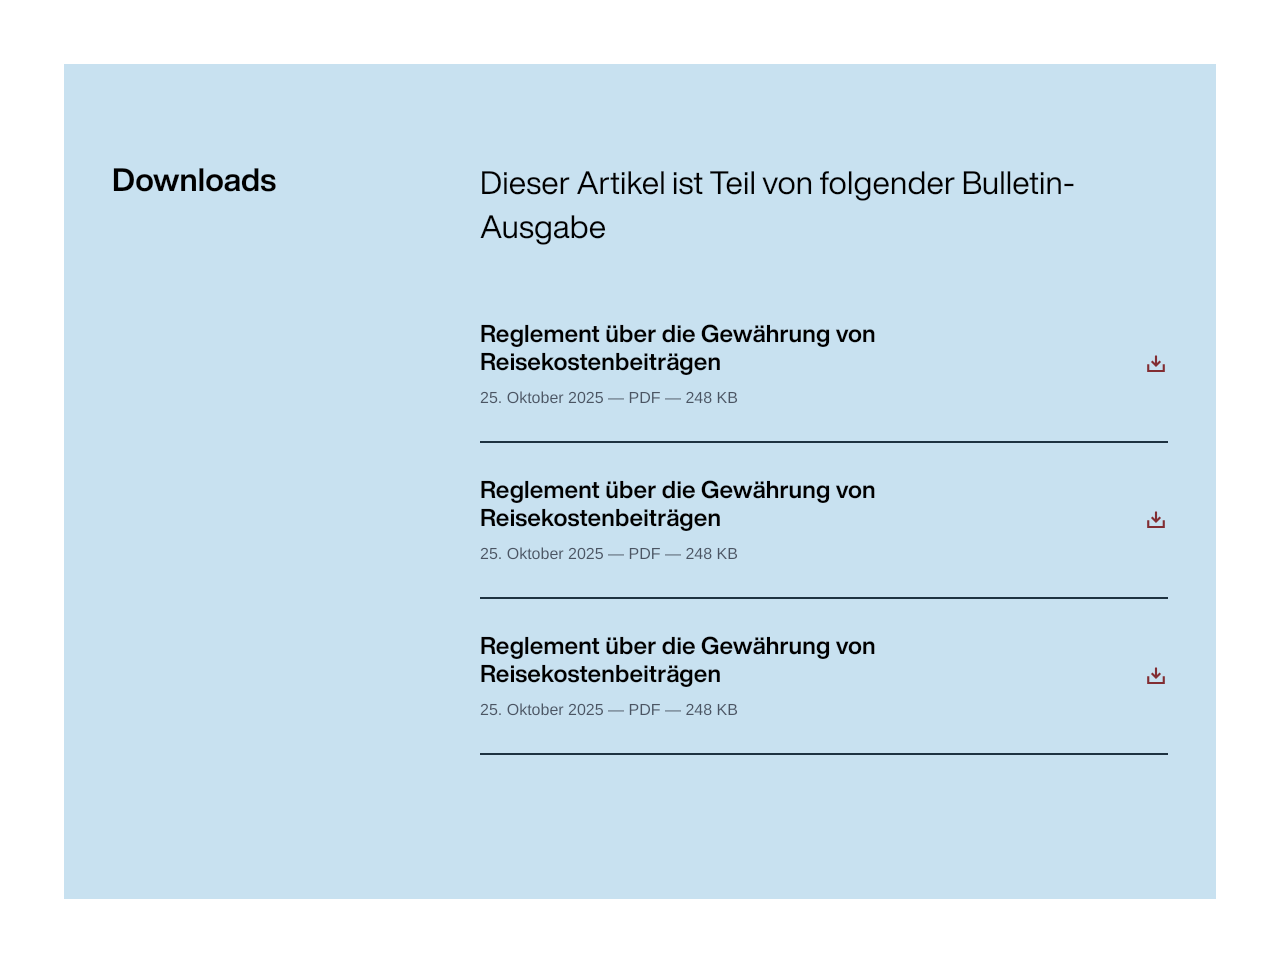 Downloads
Dieser Artikel ist Teil von folgender Bulletin-
Ausgabe
Reglement über die Gewährung von
Reisekostenbeiträgen
25. Oktober 2025 — PDF — 248 KB
Reglement über die Gewährung von
Reisekostenbeiträgen
25. Oktober 2025 — PDF — 248 KB
Reglement über die Gewährung von
Reisekostenbeiträgen
25. Oktober 2025 — PDF — 248 KB